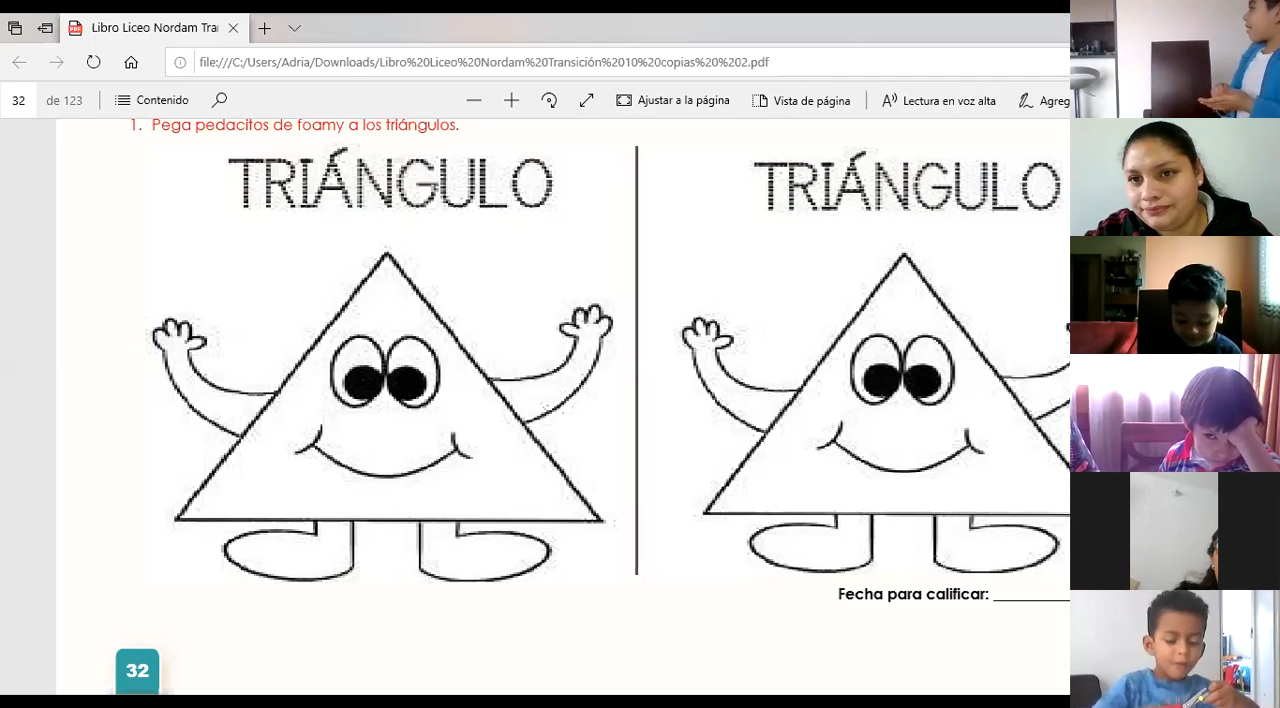 Libro Liceo Nordam Tra
file:///C:/Users/Adria/Downloads/Libro%20Liceo%20Nordam%20Transición%2010%20copias%20%202.pdf
32 de 123 Contenido Ajustar a la página Vista de página Lectura en voz alta Agreg
1. Pega pedacitos de foamy a los triángulos.
TRIÁNGULO TRIÁNGULO
Fecha para calificar:
32